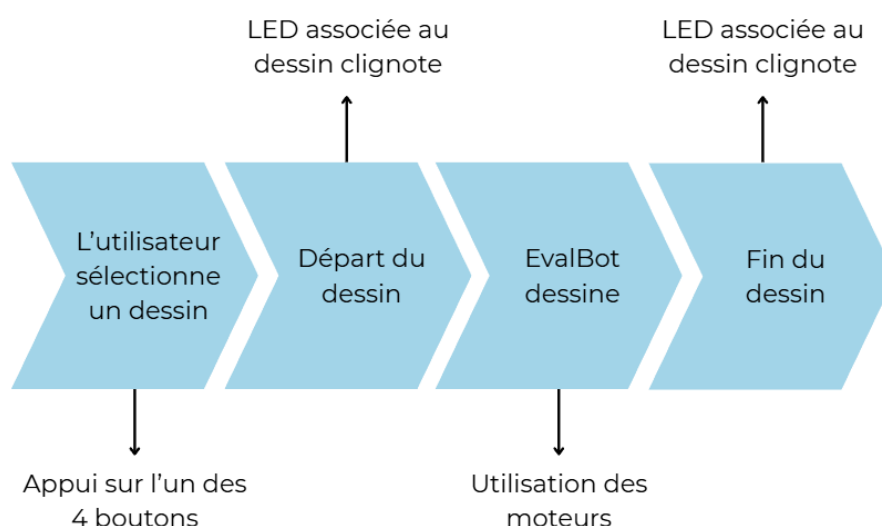 LED associée au
dessin clignote
LED associée au
dessin clignote
L’utilisateur
sélectionne
un dessin
Départ du
dessin
EvalBot
dessine
Fin du
dessin
Appui sur l’un des
4 boutons
Utilisation des
moteurs